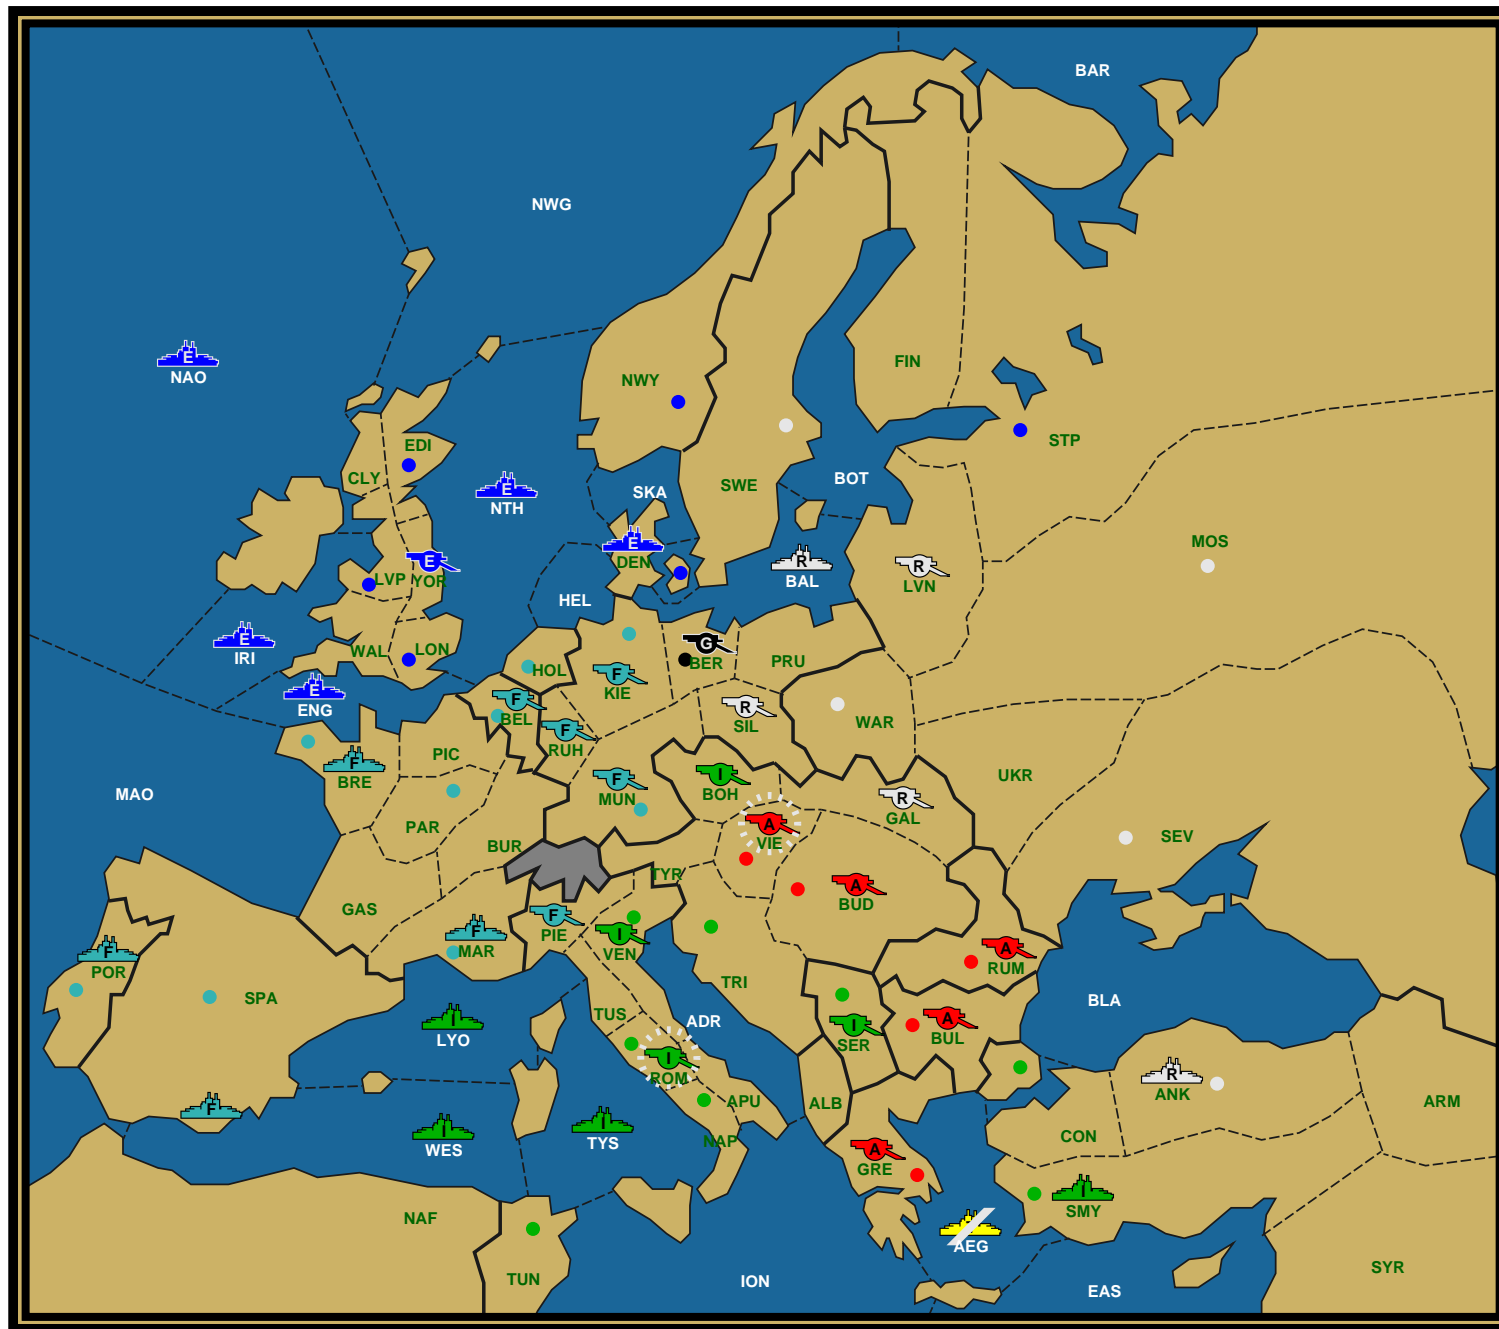 BAR
NWG
E
NAO
FIN
NWY
EDI
STP
CLY
SWE
BOT
SKA
E
NTH
MOS
E
DEN
R
BAL
R
LVN
E
LVP YOR
HEL
E
IRI
WAL LON
HOL
G
BER
PRU
F
KIE
E
ENG
F
BEL
R
SIL
WAR
F
RUH
PIC
F
BRE
F
MUN
I
BOH
UKR
MAO
R
GAL
A
VIE
PAR
BUR
SEV
TYR
A
BUD
GAS
F
PIE
F
MAR
I
VEN
F
POR
A
RUM
SPA
TRI
BLA
TUS
ADR
I
LYO
I
SER
A
BUL
I
ROM
R
ANK
F
APU
ALB
ARM
I
WES
I
TYS
NAP
CON
A
GRE
I
SMY
NAF
AEG
TUN
ION
EAS
SYR